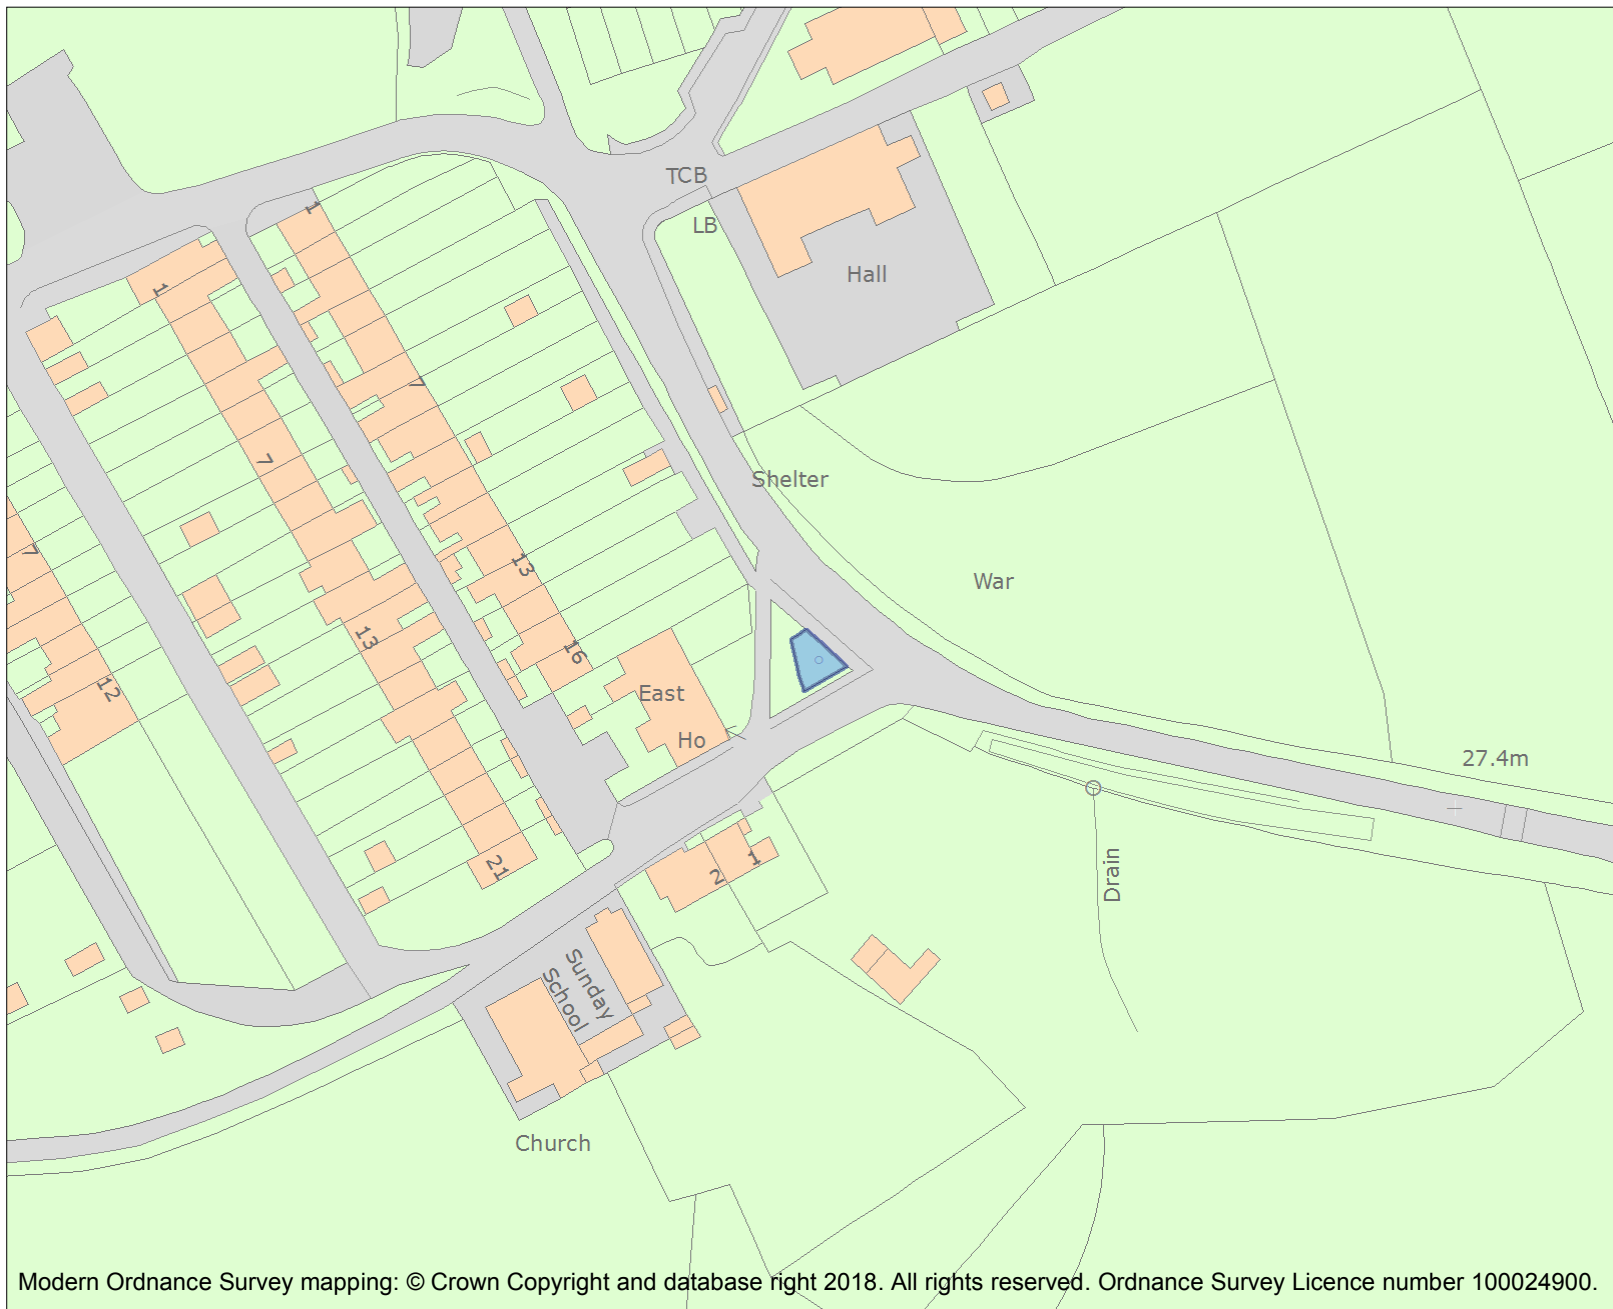 TCB
LB
Hall
1
1
7
7
7
Shelter
13
War
13
16
12
East
Ho
27.4m
1
2
21
Drain
Sunday
School
Church
Modern Ordnance Survey mapping: © Crown Copyright and database right 2018. All rights reserved. Ordnance Survey Licence number 100024900.